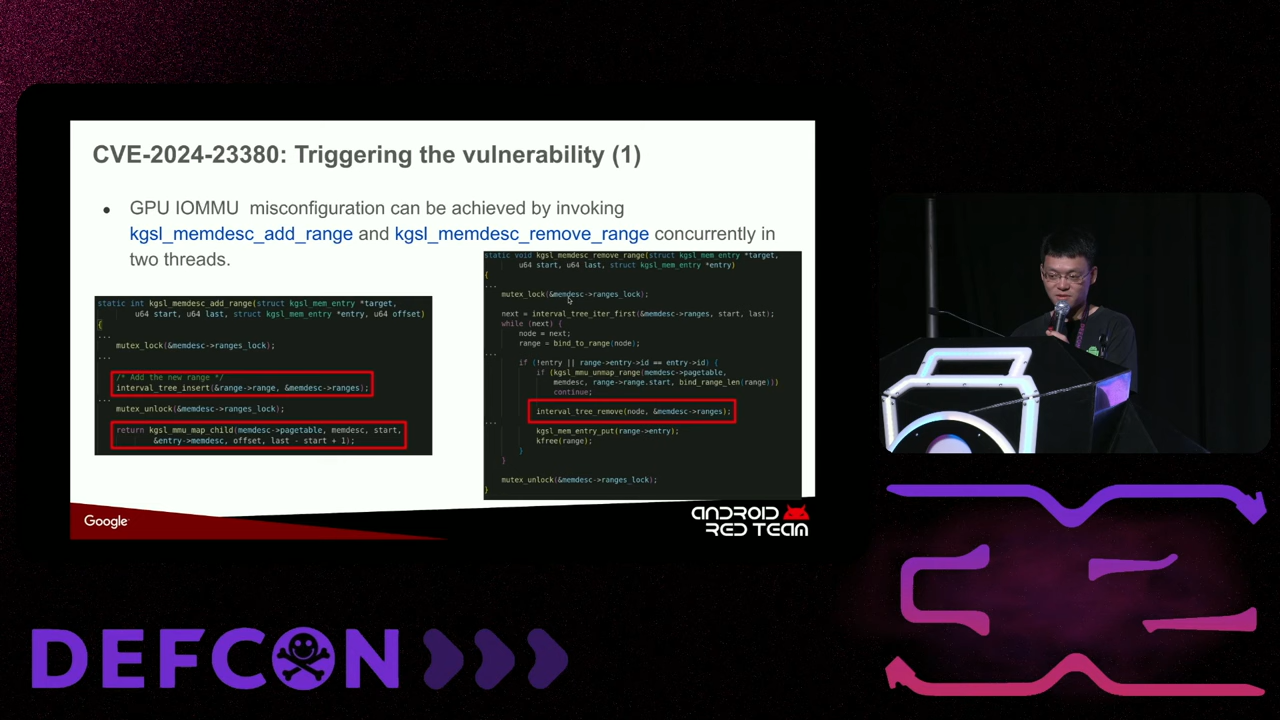 CVE-2024-23380: Triggering the vulnerability (1)
● GPU IOMMU misconfiguration can be achieved by invoking
kgsl_memdesc_add_range and kgsl_memdesc_remove_range concurrently in
two threads.
static int kgsl_memdesc_add_range(struct kgsl_mem_entry *target,
u64 start, u64 last, struct kgsl_mem_entry *entry, u64 offset)
{
...
mutex_lock(&memdesc->ranges_lock);
...
/* Add the new range */
interval_tree_insert(&range->range, &memdesc->ranges);
...
mutex_unlock(&memdesc->ranges_lock);
return kgsl_mmu_map_child(memdesc->pagetable, memdesc, start,
&entry->memdesc, offset, last - start + 1);
static void kgsl_memdesc_remove_range(struct kgsl_mem_entry *target,
u64 start, u64 last, struct kgsl_mem_entry *entry)
{
...
mutex_lock(&memdesc->ranges_lock);
next = interval_tree_iter_first(&memdesc->ranges, start, last);
while (next) {
node = next;
range = bind_to_range(node);
...
if (!entry || range->entry->id == entry->id) {
if (kgsl_mmu_unmap_range(memdesc->pagetable,
memdesc, range->range.start, bind_range_len(range)))
continue;
interval_tree_remove(node, &memdesc->ranges);
...
kgsl_mem_entry_put(range->entry);
kfree(range);
}
}
mutex_unlock(&memdesc->ranges_lock);
}
Google
ANDROID
RED TEAM
DEFCON